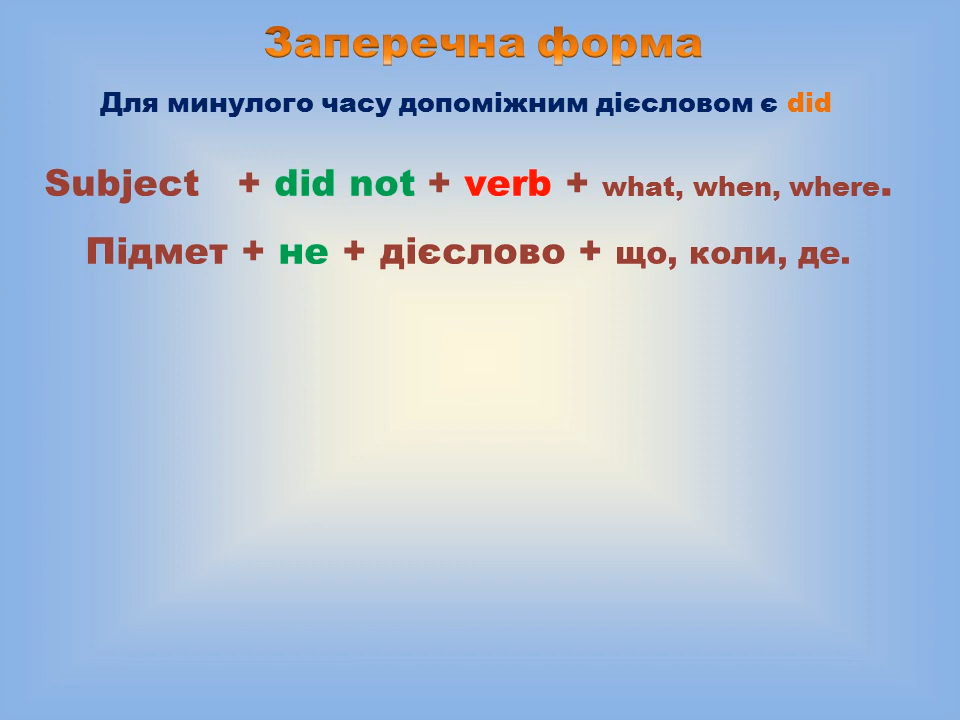 Заперечна форма
Для минулого часу допоміжним дієсловом є did
Subject + did not + verb + what, when, where.
Підмет + не + дієслово + що, коли, де.